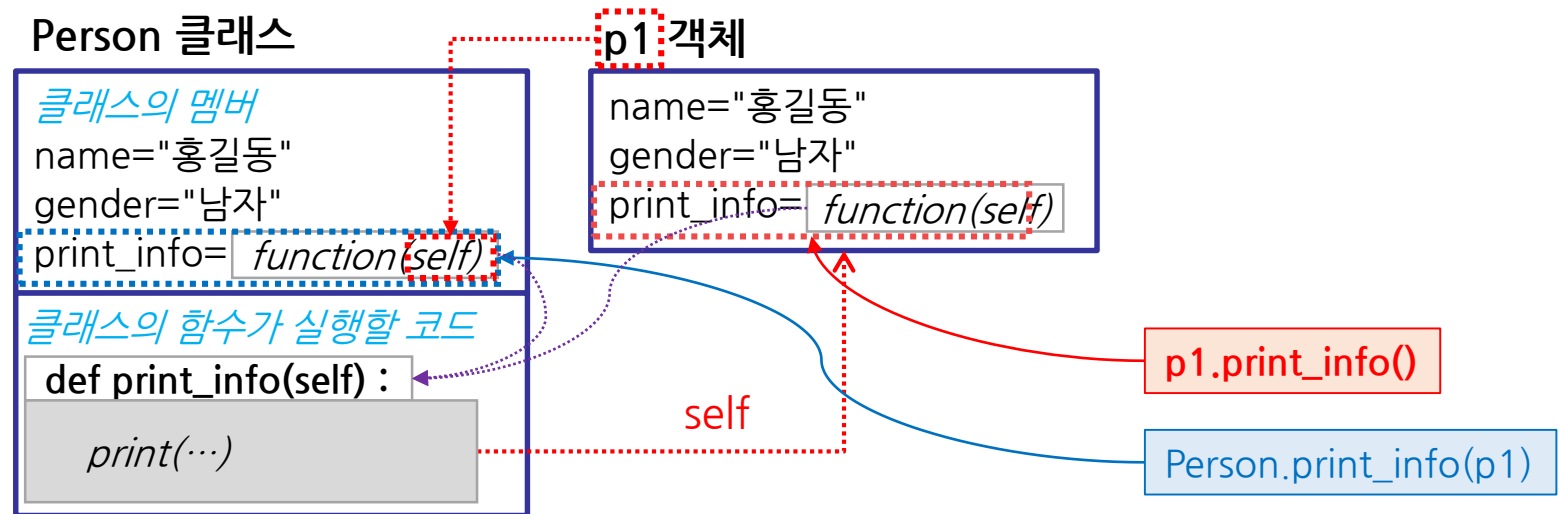 Person 클래스
클래스의 멤버
name="홍길동"
gender="남자"
print_info= function(self)
클래스의 함수가 실행할 코드
def print_info(self) :
print(⋯)
p1 객체
name="홍길동"
gender="남자"
print_info= function(self)
self
p1.print_info()
Person.print_info(p1)